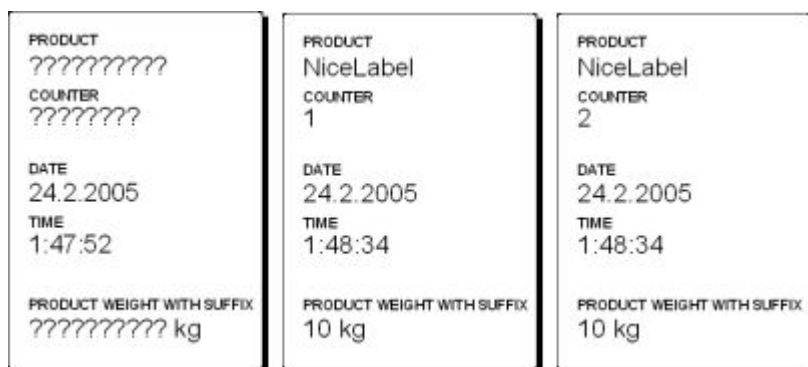 PRODUCT
??????????
COUNTER
????????
DATE
24.2.2005
TIME
1:47:52
PRODUCT WEIGHT WITH SUFFIX
?????????? kg
PRODUCT
NiceLabel
COUNTER
1
DATE
24.2.2005
TIME
1:48:34
PRODUCT WEIGHT WITH SUFFIX
10 kg
PRODUCT
NiceLabel
COUNTER
2
DATE
24.2.2005
TIME
1:48:34
PRODUCT WEIGHT WITH SUFFIX
10 kg